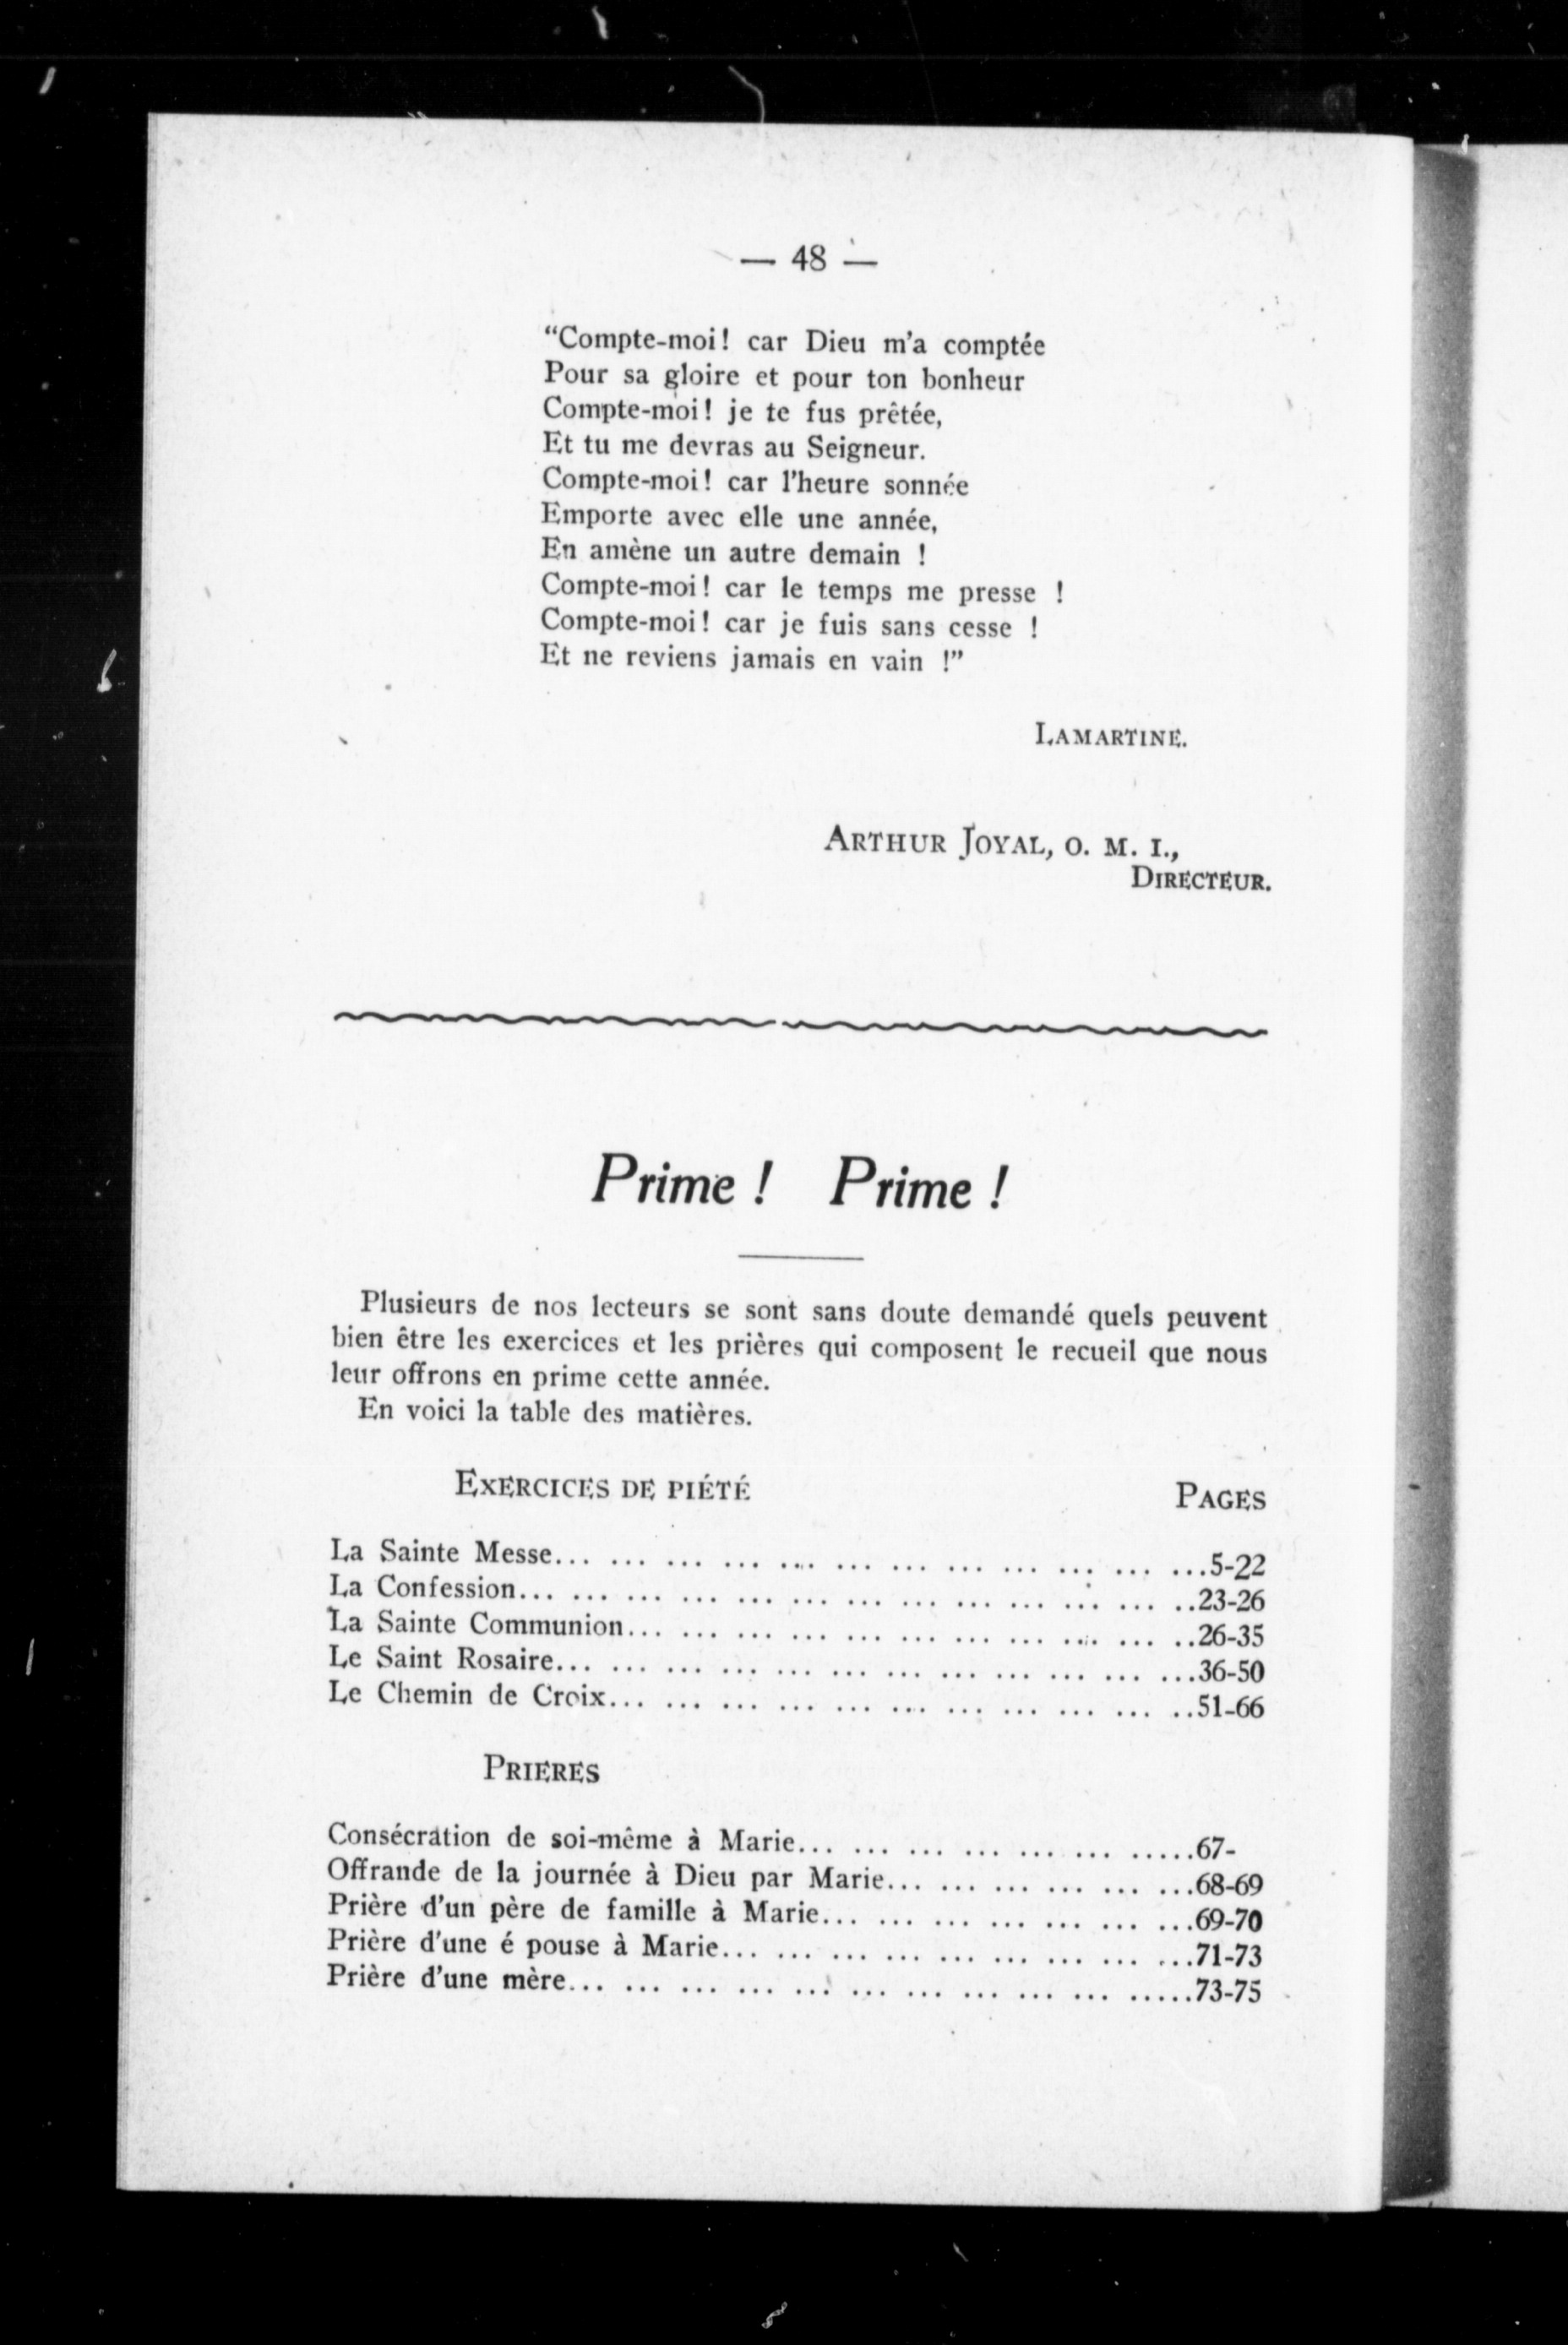 — 48 —
“Compte-moi! car Dieu m'a comptée
Pour sa gloire et pour ton bonheur
Compte-moi! je te fus prêtée,
Et tu me devras au Seigneur.
Compte-moi! car l'heure sonnée
Emporte avec elle une année,
En amène un autre demain !
Compte-moi! car le temps me presse !
Compte-moi! car je fuis sans cesse !
Et ne reviens jamais en vain !”
LAMARTINE.
ARTHUR JOYAL, O. M. I.,
DIRECTEUR.
Prime ! Prime !
Plusieurs de nos lecteurs se sont sans doute demandé quels peuvent
bien être les exercices et les prières qui composent le recueil que nous
leur offrons en prime cette année.
En voici la table des matières.
EXERCICES DE PIÉTÉ PAGES
La Sainte Messe... ... ... ... ... ... ... ... ... ... ... ...5-22
La Confession... ... ... ... ... ... ... ... ... ... ... ... ..23-26
La Sainte Communion... ... ... ... ... ... ... ... ... ... ..26-35
Le Saint Rosaire... ... ... ... ... ... ... ... ... ... ... ...36-50
Le Chemin de Croix... ... ... ... ... ... ... ... ... ... ..51-66
PRIERES
Consécration de soi-même à Marie... ... ... ... ... ... .....67-
Offrande de la journée à Dieu par Marie... ... ... ... ... ...68-69
Prière d'un père de famille à Marie... ... ... ... ... ... ...69-70
Prière d'une é pouse à Marie... ... ... ... ... ... ... ... ...71-73
Prière d'une mère... ... ... ... ... ... ... ... ... ... .....73-75